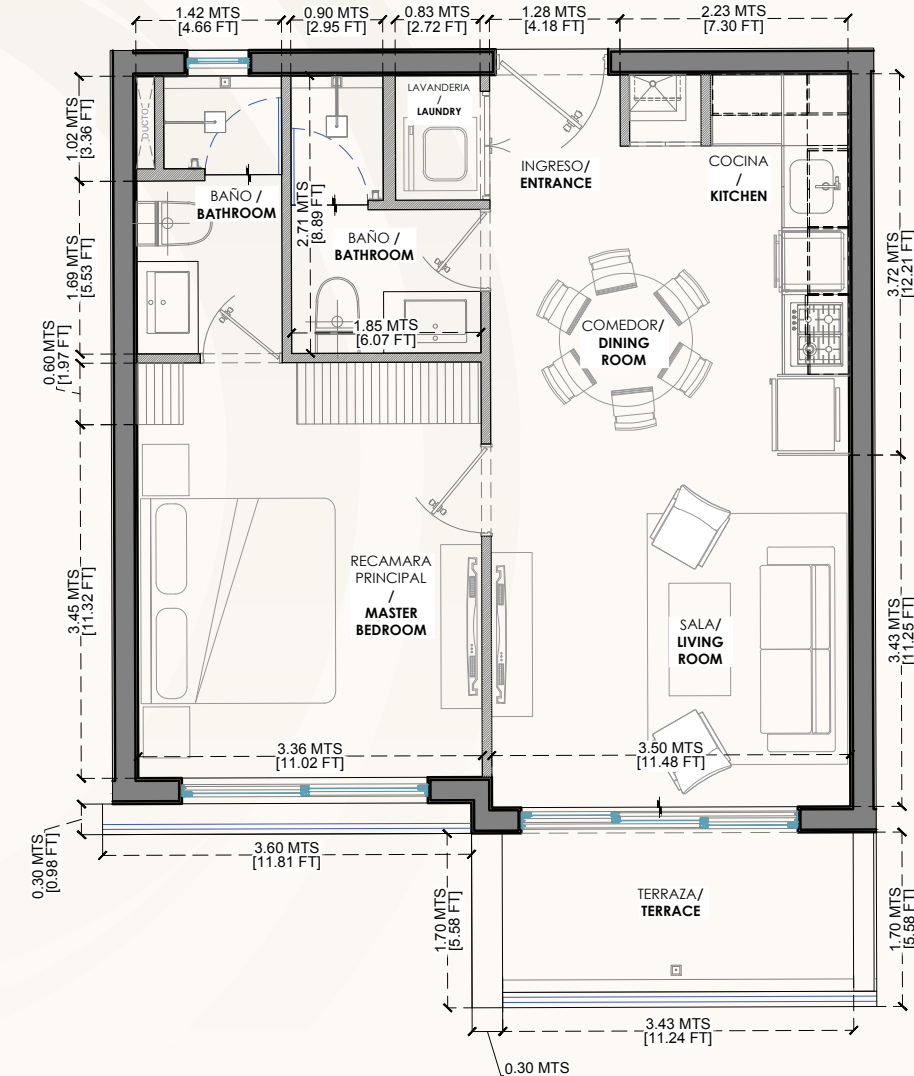 1.42 MTS
[4.66 FT]
0.90 MTS
[2.95 FT]
0.83 MTS
[2.72 FT]
1.28 MTS
[4.18 FT]
2.23 MTS
[7.30 FT]
1.02 MTS
[3.36 FT]
DUCTO
LAVANDERIA
/
LAUNDRY
INGRESO/
ENTRANCE
COCINA
/
KITCHEN
BAÑO /
BATHROOM
2.71 MTS
[8.89 FT]
BAÑO /
BATHROOM
1.69 MTS
[5.53 FT]
3.72 MTS
[12.21 FT]
1.85 MTS
[6.07 FT]
COMEDOR/
DINING
ROOM
0.60 MTS
[1.97 FT]
RECAMARA
PRINCIPAL
/
MASTER
BEDROOM
3.45 MTS
[11.32 FT]
SALA/
LIVING
ROOM
3.43 MTS
[11.25 FT]
3.36 MTS
[11.02 FT]
3.50 MTS
[11.48 FT]
0.30 MTS
[0.98 FT]
3.60 MTS
[11.81 FT]
1.70 MTS
[5.58 FT]
TERRAZA/
TERRACE
1.70 MTS
[5.58 FT]
3.43 MTS
[11.24 FT]
0.30 MTS